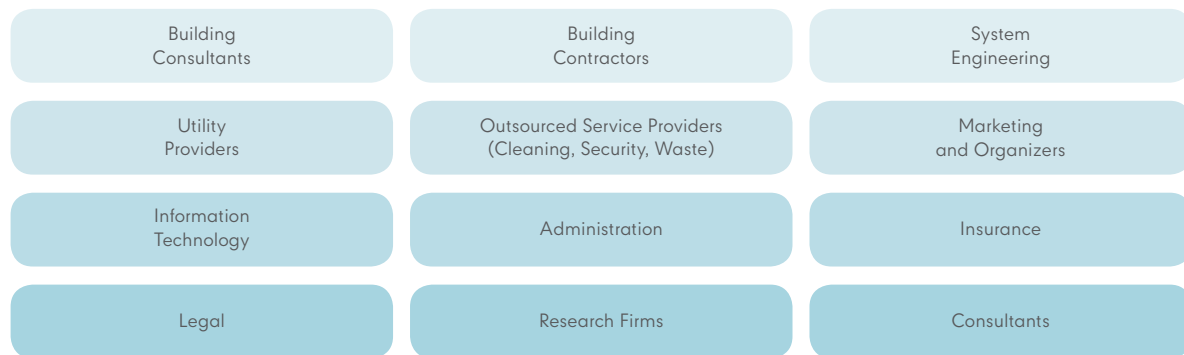 Building
Consultants
Building
Contractors
System
Engineering
Utility
Providers
Outsourced Service Providers
(Cleaning, Security, Waste)
Marketing
and Organizers
Information
Technology
Administration
Insurance
Legal
Research Firms
Consultants